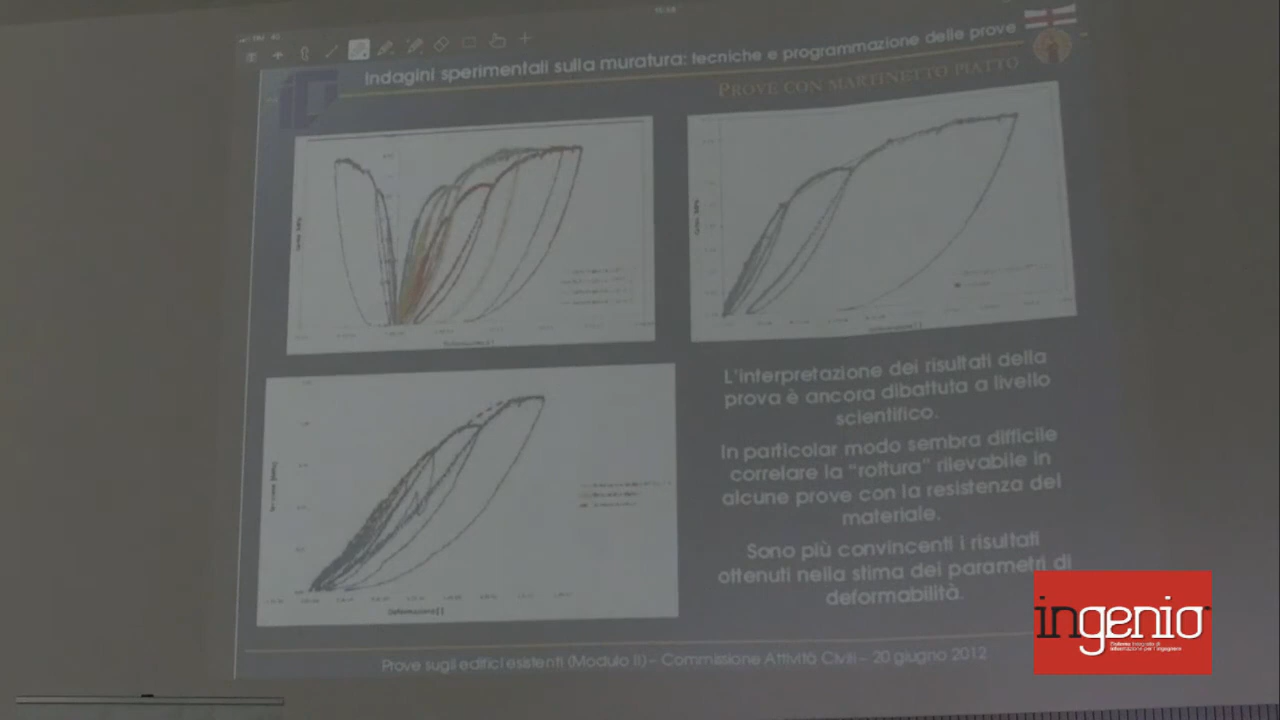 Indagini sperimentali sulla muratura: tecniche e programmazione delle prove
PROVE CON MARTINETTO PIATTO
L'interpretazione dei risultati della
prova è ancora dibattuta a livello
scientifico.
In particolar modo sembra difficile
correlare la "rottura" rilevabile in
alcune prove con la resistenza del
materiale.
Sono più convincenti i risultati
ottenuti nella stima dei parametri di
deformabilità.
ingenio
Prove sugli edifici esistenti (Modulo II) – Commissione Attività Civili – 20 giugno 2012